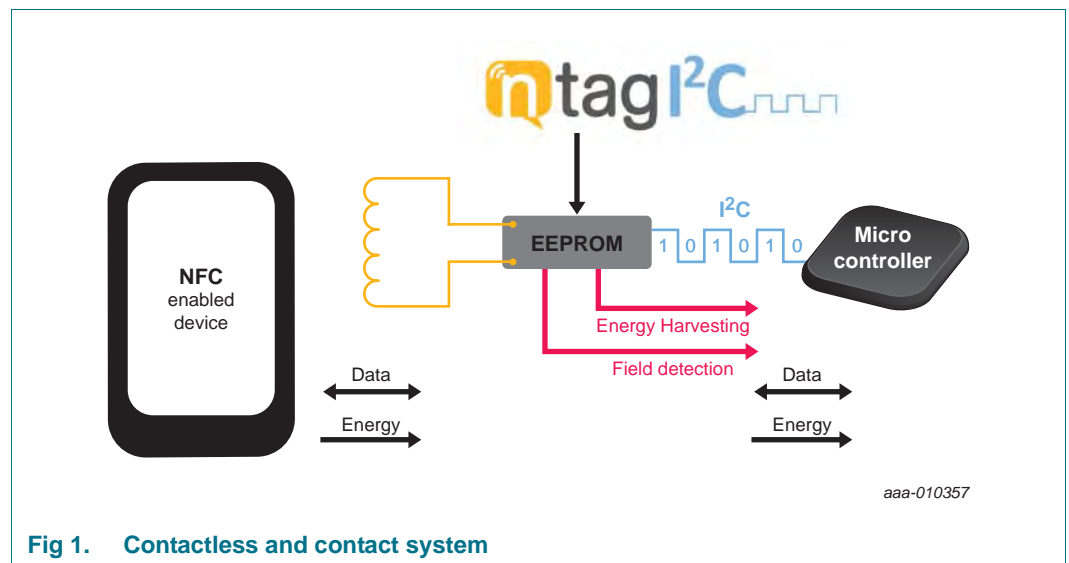 ntag I²C
I²C
EEPROM
1 0 1 0 1 0
Micro
controller
NFC
enabled
device
Energy Harvesting
Field detection
Data
Energy
Data
Energy
aaa-010357
Fig 1. Contactless and contact system